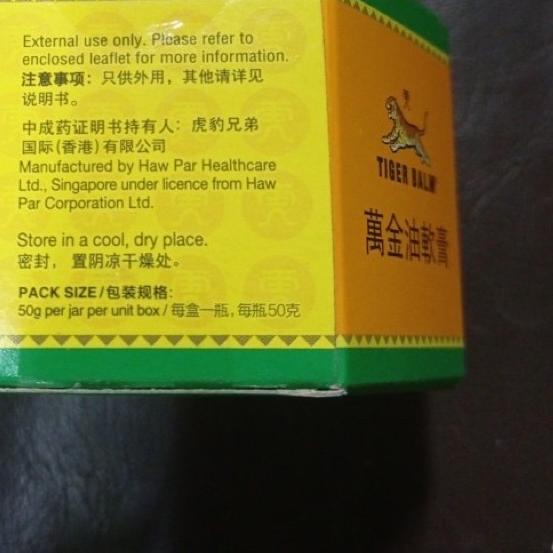 External use only. Please refer to
enclosed leaflet for more information.
注意事项：只供外用，其他请详见
说明书。
中成药证明书持有人：虎豹兄弟
国际(香港)有限公司
Manufactured by Haw Par Healthcare
Ltd., Singapore under licence from Haw
Par Corporation Ltd.
Store in a cool, dry place.
密封，置阴凉干燥处。
PACK SIZE/包装规格：
50g per jar per unit box / 每盒一瓶，每瓶50克
TIGER BALM
萬金油軟膏